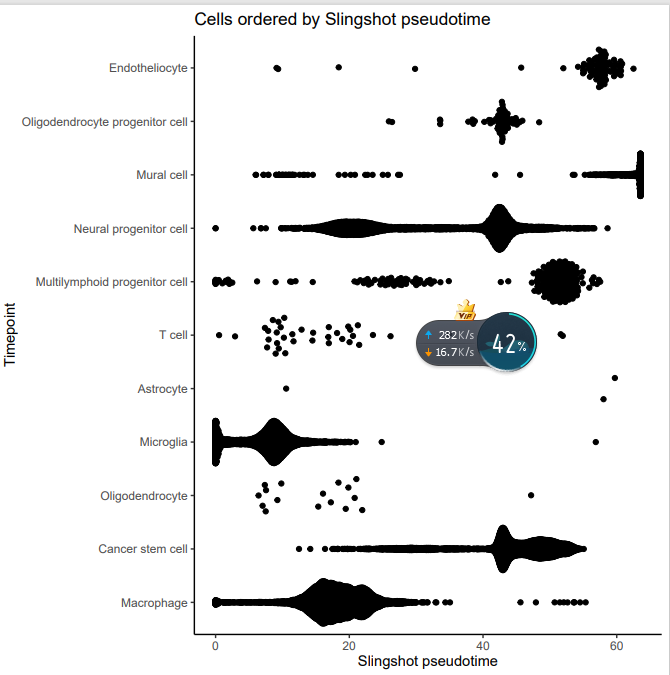 Cells ordered by Slingshot pseudotime
Endotheliocyte
Oligodendrocyte progenitor cell
Mural cell
Neural progenitor cell
Multilymphoid progenitor cell
T cell
Astrocyte
Microglia
Oligodendrocyte
Cancer stem cell
Macrophage
Timepoint
VIP
282K/s
16.7K/s
42%
0 20 40 60
Slingshot pseudotime